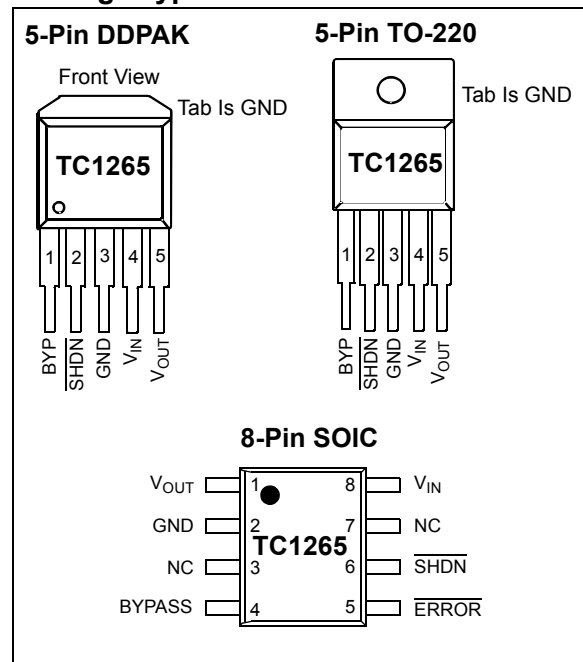 5-Pin DDPAK
Front View
Tab Is GND
TC1265
1 2 3 4 5
BYP
SHDN
GND
VIN
VOUT
5-Pin TO-220
Tab Is GND
TC1265
1 2 3 4 5
BYP
SHDN
GND
VIN
VOUT
8-Pin SOIC
VOUT 1 8 VIN
GND 2 7 NC
TC1265
NC 3 6 SHDN
BYPASS 4 5 ERROR